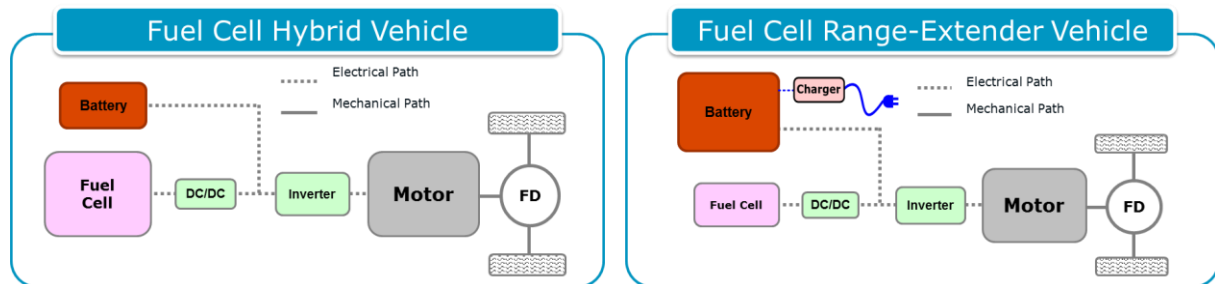 Fuel Cell Hybrid Vehicle
Electrical Path
Mechanical Path
Battery
Fuel
Cell
DC/DC
Inverter
Motor
FD
Fuel Cell Range-Extender Vehicle
Charger
Electrical Path
Mechanical Path
Battery
Fuel Cell
DC/DC
Inverter
Motor
FD